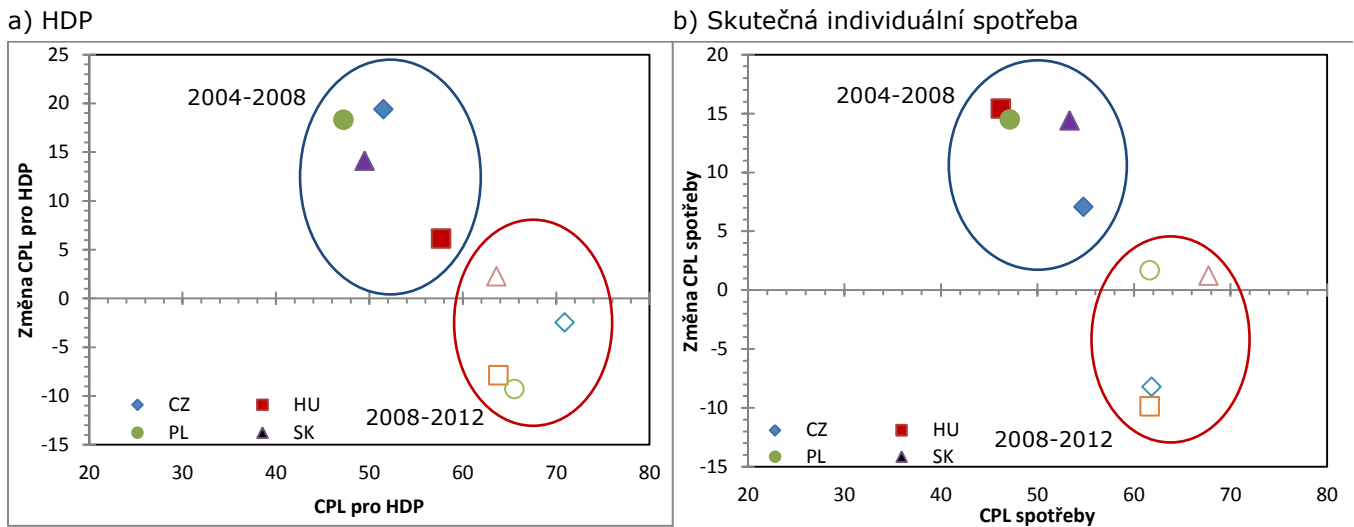 a) HDP
Změna CPL pro HDP
25
20
15
10
5
0
-5
-10
-15
2004-2008
2008-2012
CZ HU
PL SK
20 30 40 50 60 70 80
CPL pro HDP
b) Skutečná individuální spotřeba
Změna CPL spotřeby
20
15
10
5
0
-5
-10
-15
2004-2008
2008-2012
CZ HU
PL SK
20 30 40 50 60 70 80
CPL spotřeby